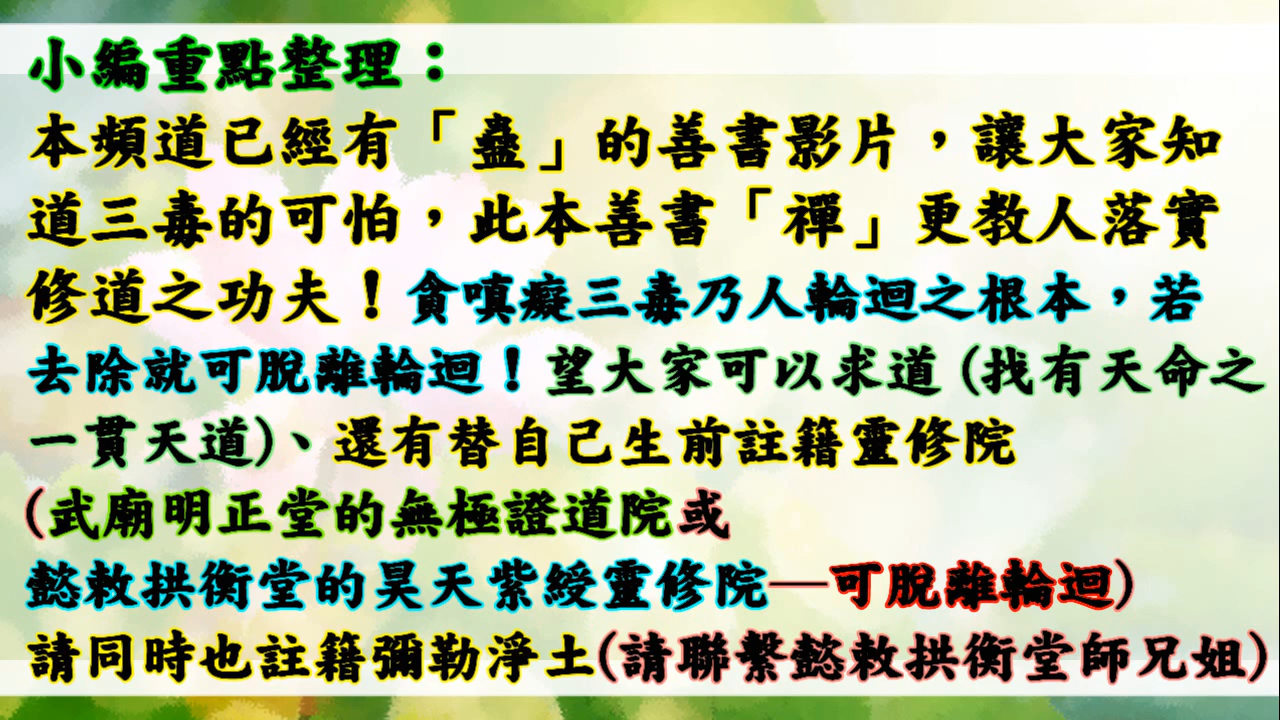 小編重點整理：
本頻道已經有「蠱」的善書影片，讓大家知
道三毒的可怕，此本善書「禪」更教人落實
修道之功夫！貪嗔癡三毒乃人輪迴之根本，若
去除就可脫離輪迴！望大家可以求道(找有天命之
一貫天道)、還有替自己生前註籍靈修院
(武廟明正堂的無極證道院或
懿敕拱衡堂的昊天紫綬靈修院—可脫離輪迴)
請同時也註籍彌勒淨土(請聯繫懿敕拱衡堂師兄姐)